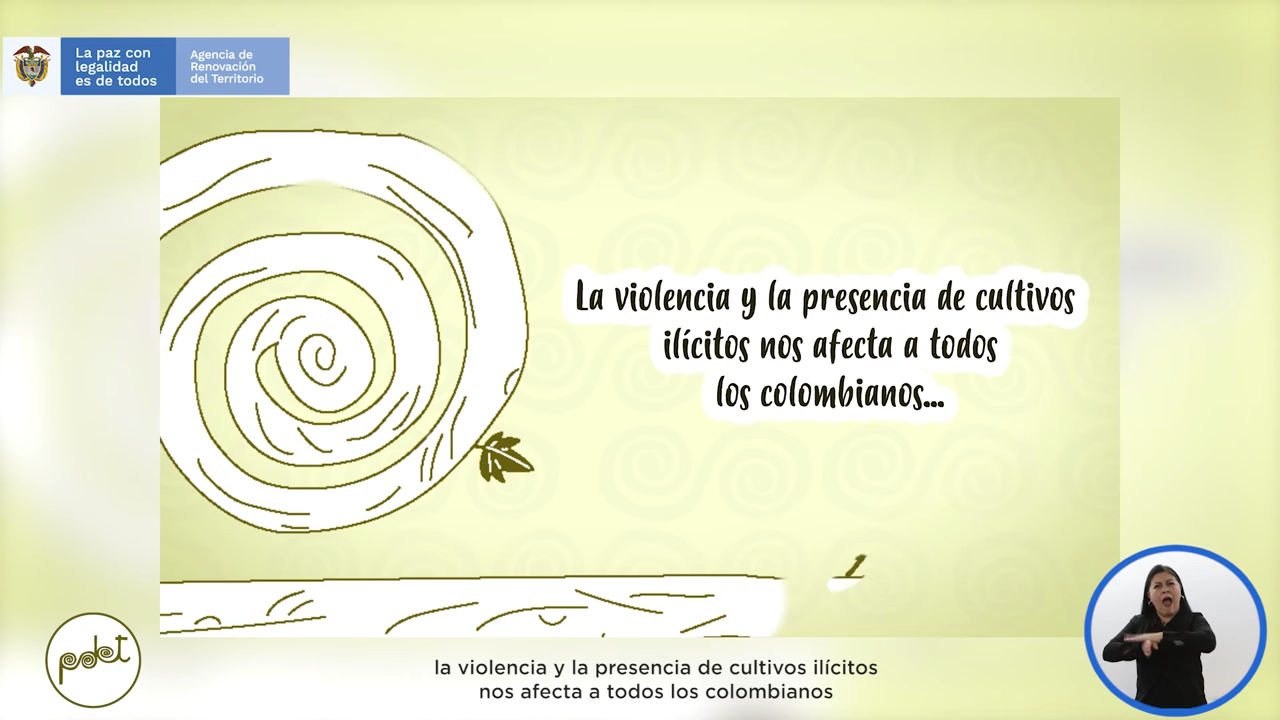 La paz con
legalidad
es de todos
Agencia de
Renovación
del Territorio
La violencia y la presencia de cultivos
ilícitos nos afecta a todos
los colombianos...
pdet
la violencia y la presencia de cultivos ilícitos
nos afecta a todos los colombianos